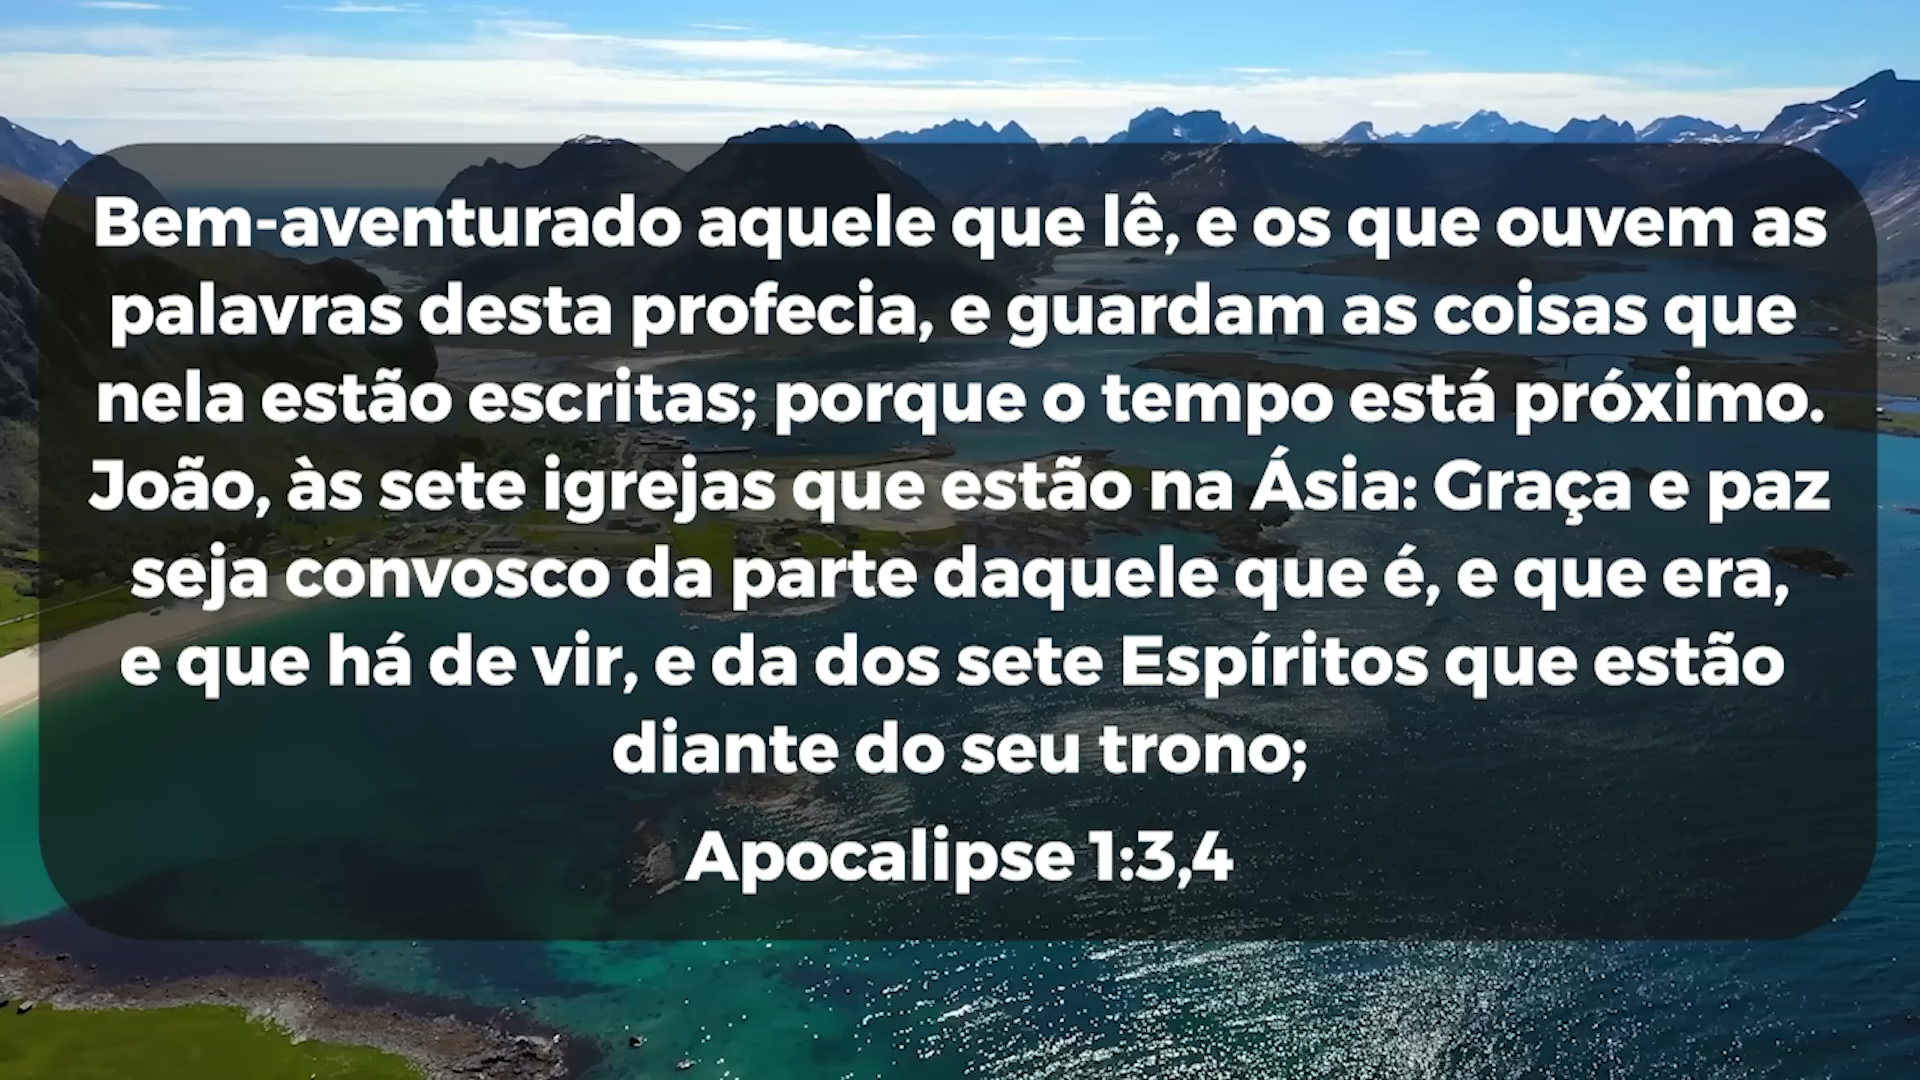 Bem-aventurado aquele que lê, e os que ouvem as
palavras desta profecia, e guardam as coisas que
nela estão escritas; porque o tempo está próximo.
João, às sete igrejas que estão na Ásia: Graça e paz
seja convosco da parte daquele que é, e que era,
e que há de vir, e da dos sete Espíritos que estão
diante do seu trono;
Apocalipse 1:3,4